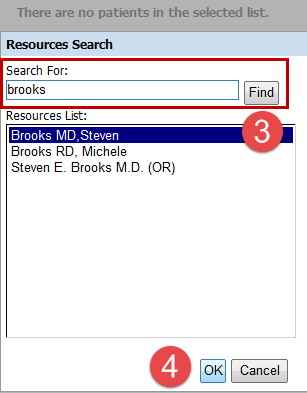 There are no patients in the selected list.
Resources Search
Search For:
brooks
Find
3
Resources List:
Brooks MD,Steven
Brooks RD, Michele
Steven E. Brooks M.D. (OR)
4
OK
Cancel